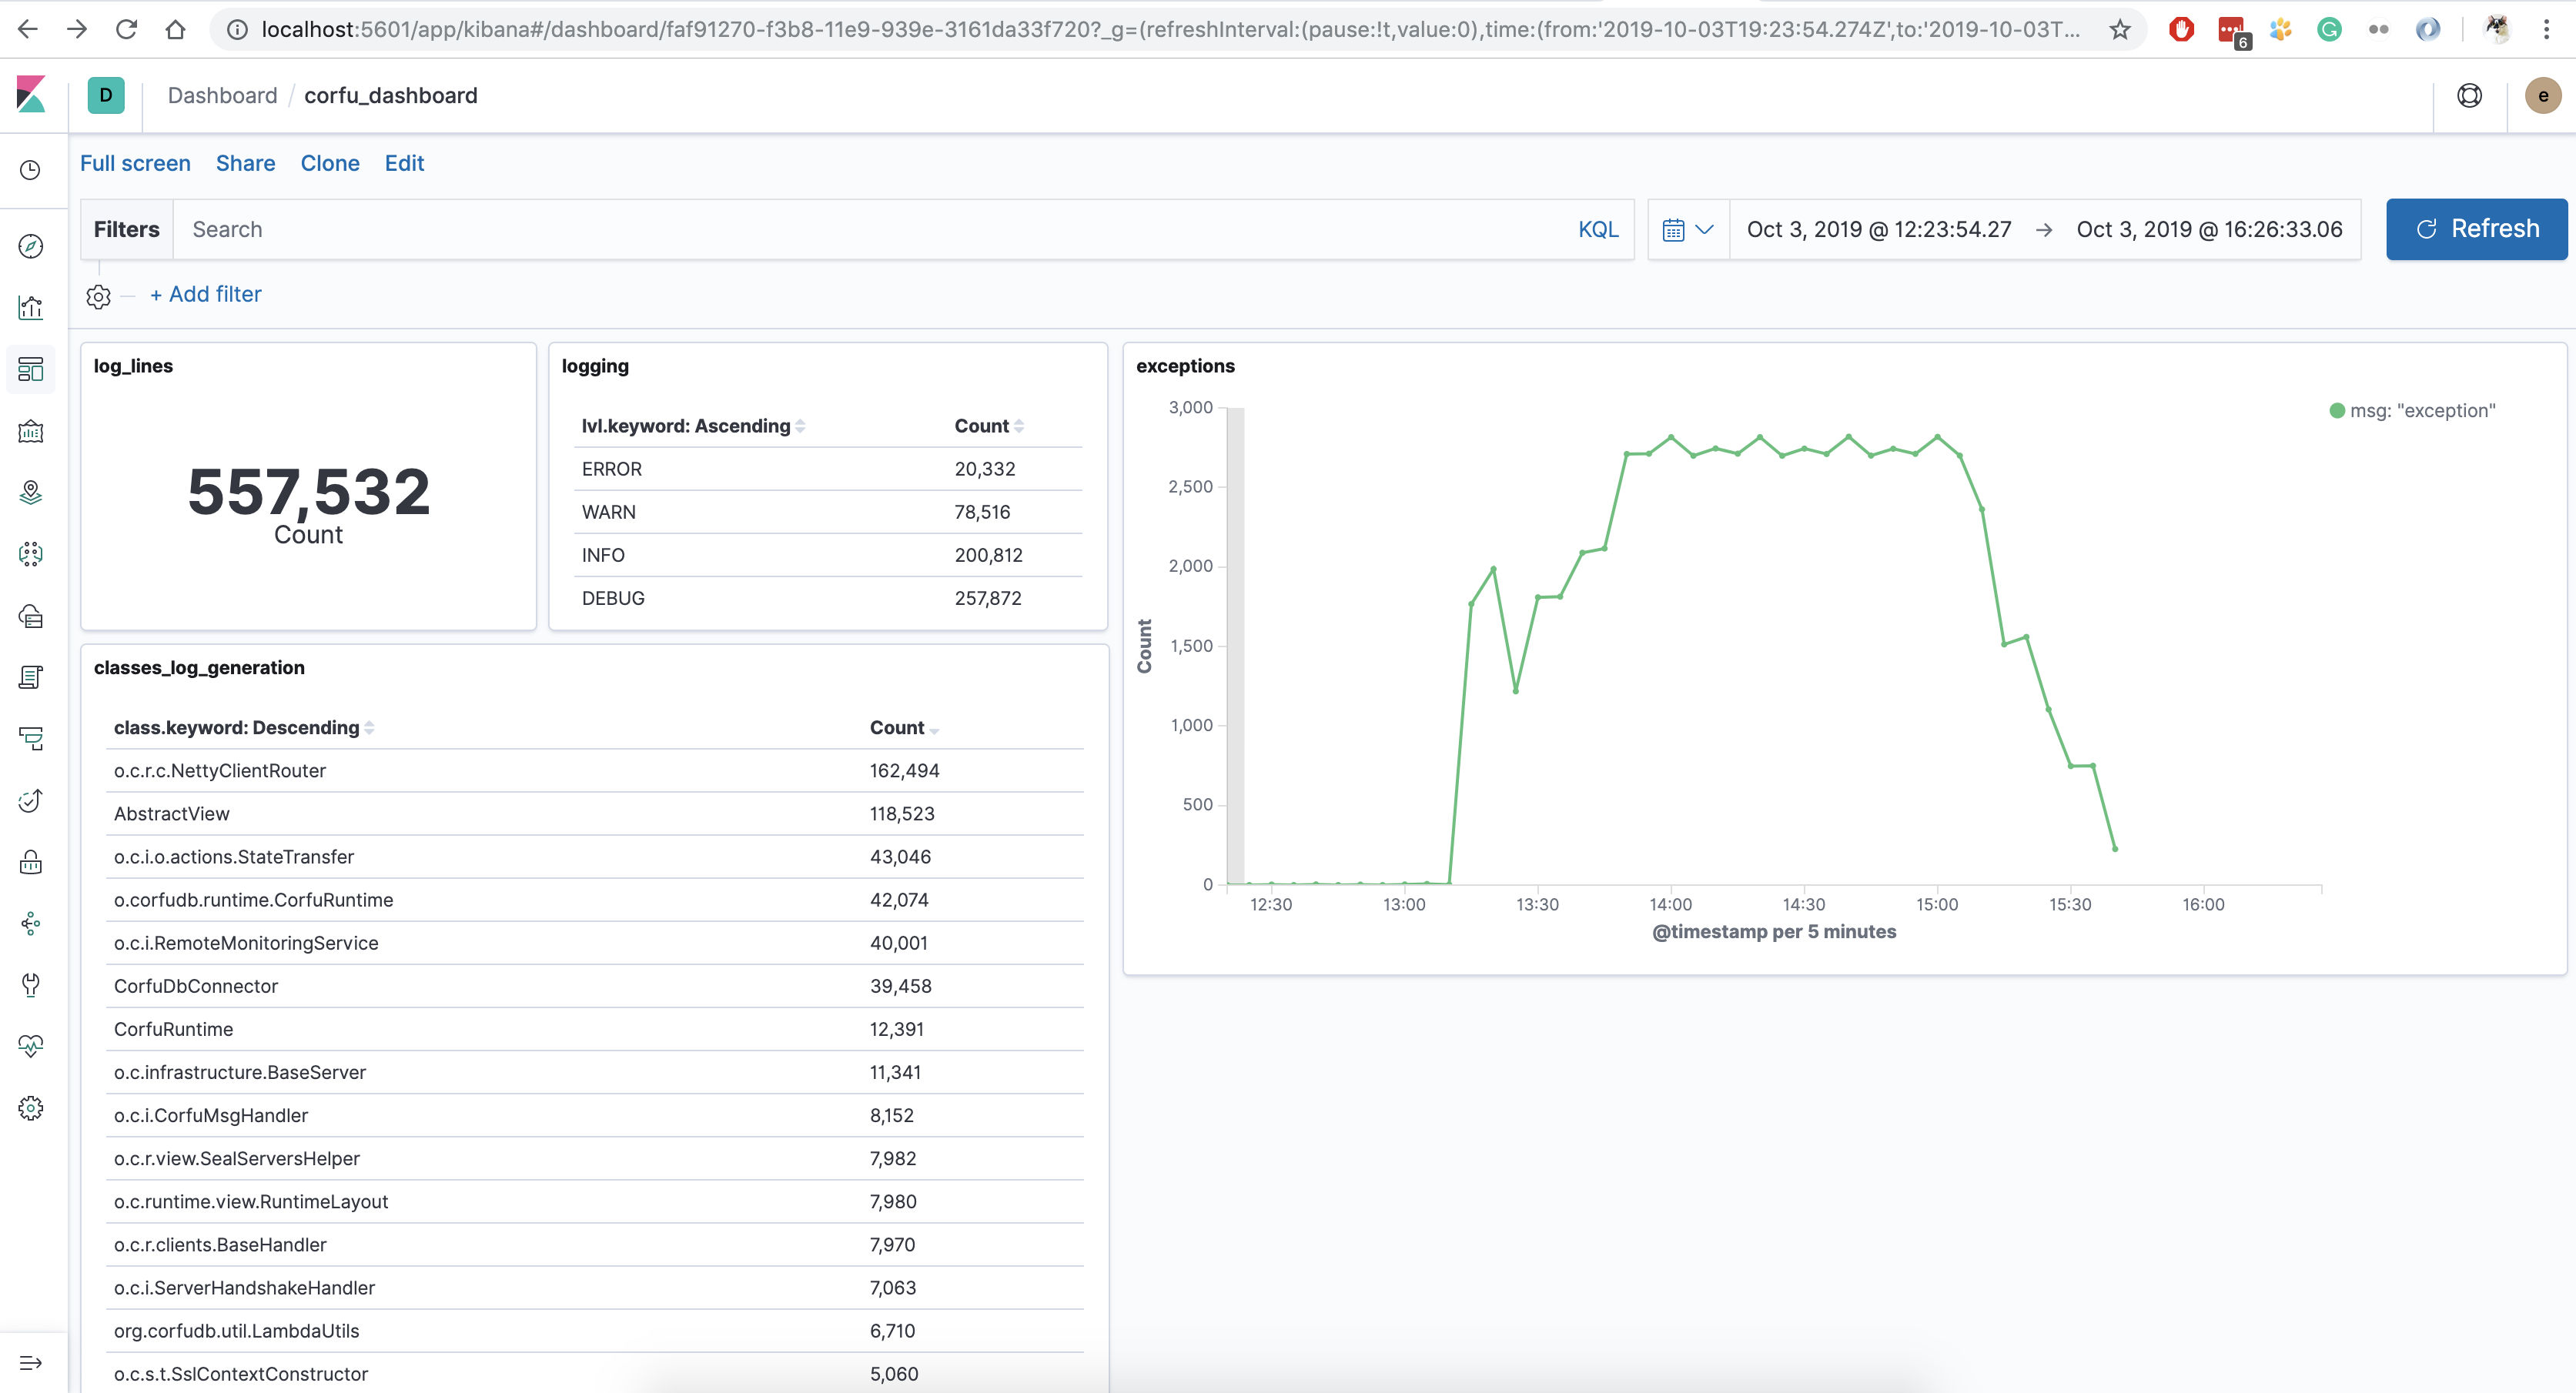 localhost:5601/app/kibana#/dashboard/faf91270-f3b8-11e9-939e-3161da33f720?_g=(refreshInterval:(pause:!t,value:0),time:(from:'2019-10-03T19:23:54.274Z',to:'2019-10-03T...
6
D
Dashboard / corfu_dashboard
e
Full screen Share Clone Edit
Filters Search KQL Oct 3, 2019 @ 12:23:54.27 → Oct 3, 2019 @ 16:26:33.06 Refresh
+ Add filter
log_lines
557,532
Count
logging
lvl.keyword: Ascending Count
ERROR 20,332
WARN 78,516
INFO 200,812
DEBUG 257,872
exceptions
msg: "exception"
3,000
2,500
2,000
1,500
1,000
500
0
Count
12:30 13:00 13:30 14:00 14:30 15:00 15:30 16:00
@timestamp per 5 minutes
classes_log_generation
class.keyword: Descending Count
o.c.r.c.NettyClientRouter 162,494
AbstractView 118,523
o.c.i.o.actions.StateTransfer 43,046
o.corfudb.runtime.CorfuRuntime 42,074
o.c.i.RemoteMonitoringService 40,001
CorfuDbConnector 39,458
CorfuRuntime 12,391
o.c.infrastructure.BaseServer 11,341
o.c.i.CorfuMsgHandler 8,152
o.c.r.view.SealServersHelper 7,982
o.c.runtime.view.RuntimeLayout 7,980
o.c.r.clients.BaseHandler 7,970
o.c.i.ServerHandshakeHandler 7,063
org.corfudb.util.LambdaUtils 6,710
o.c.s.t.SslContextConstructor 5,060